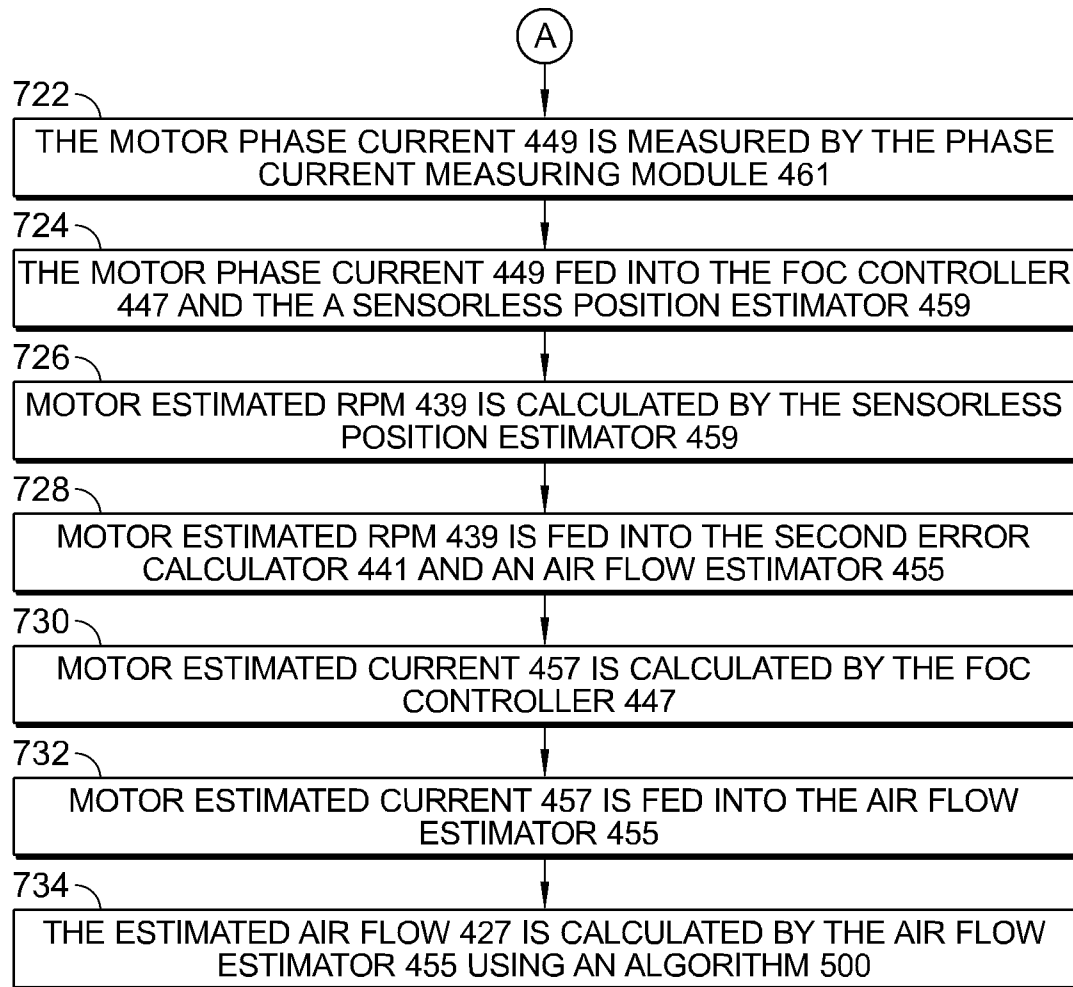 A
722
THE MOTOR PHASE CURRENT 449 IS MEASURED BY THE PHASE
CURRENT MEASURING MODULE 461
724
THE MOTOR PHASE CURRENT 449 FED INTO THE FOC CONTROLLER
447 AND THE A SENSORLESS POSITION ESTIMATOR 459
726
MOTOR ESTIMATED RPM 439 IS CALCULATED BY THE SENSORLESS
POSITION ESTIMATOR 459
728
MOTOR ESTIMATED RPM 439 IS FED INTO THE SECOND ERROR
CALCULATOR 441 AND AN AIR FLOW ESTIMATOR 455
730
MOTOR ESTIMATED CURRENT 457 IS CALCULATED BY THE FOC
CONTROLLER 447
732
MOTOR ESTIMATED CURRENT 457 IS FED INTO THE AIR FLOW
ESTIMATOR 455
734
THE ESTIMATED AIR FLOW 427 IS CALCULATED BY THE AIR FLOW
ESTIMATOR 455 USING AN ALGORITHM 500